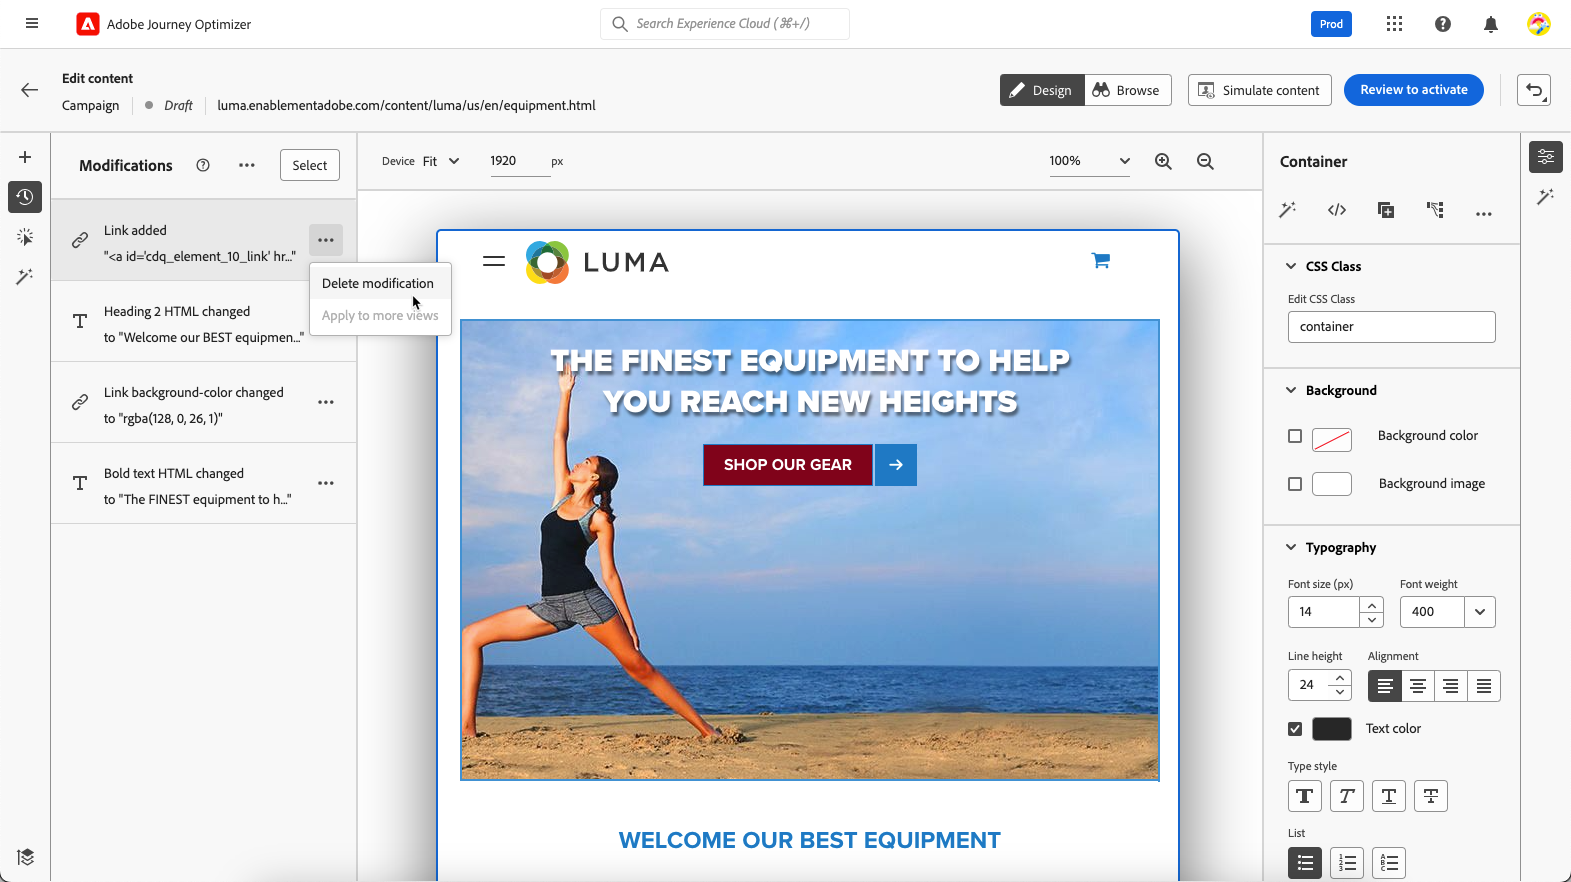 Adobe Journey Optimizer
Search Experience Cloud (⌘+/)
Prod
Edit content
Campaign
Draft
luma.enablementadobe.com/content/luma/us/en/equipment.html
Design
Browse
Simulate content
Review to activate
Modifications
Select
Link added
"<a id='cdq_element_10_link' hr..."
Delete modification
Apply to more views
Heading 2 HTML changed
to "Welcome our BEST equipmen..."
Link background-color changed
to "rgba(128, 0, 26, 1)"
Bold text HTML changed
to "The FINEST equipment to h..."
Device Fit
1920 px
100%
LUMA
THE FINEST EQUIPMENT TO HELP
YOU REACH NEW HEIGHTS
SHOP OUR GEAR
WELCOME OUR BEST EQUIPMENT
Container
CSS Class
Edit CSS Class
container
Background
Background color
Background image
Typography
Font size (px) Font weight
14 400
Line height Alignment
24
Text color
Type style
List